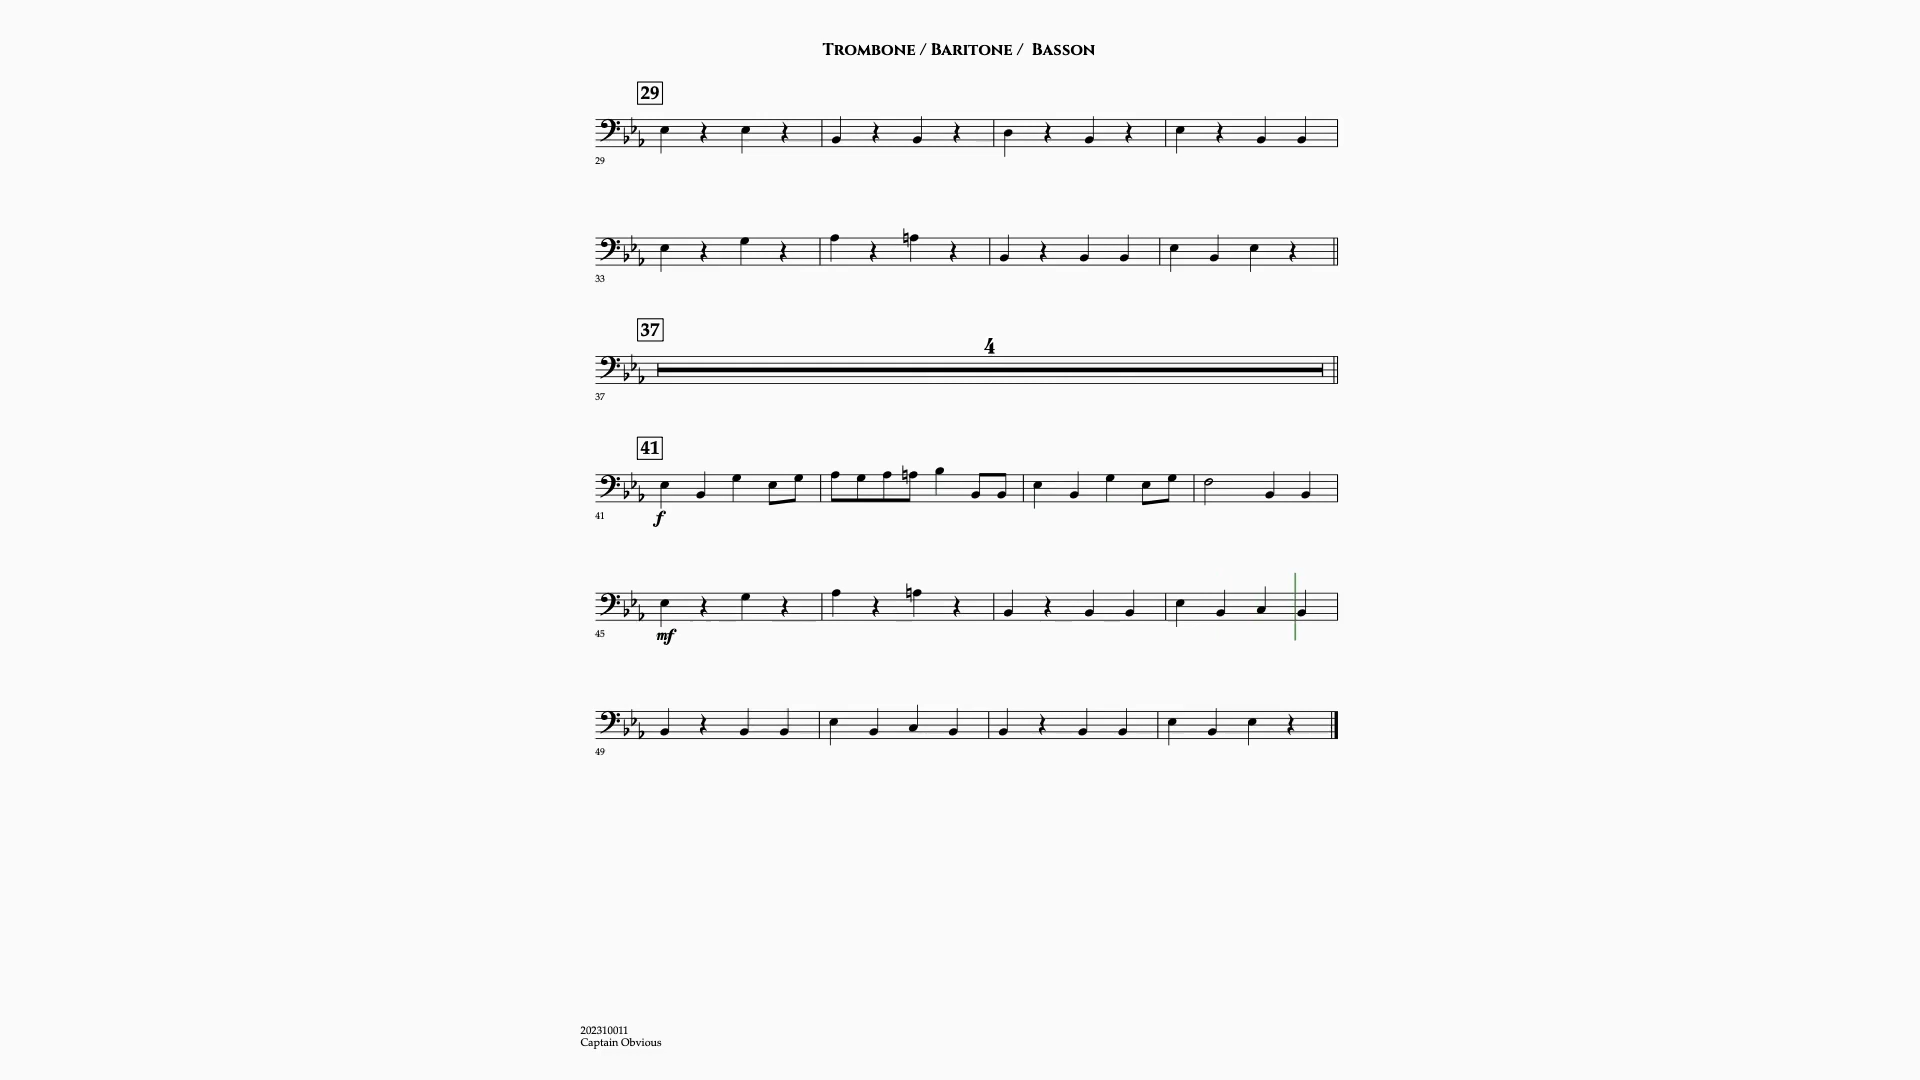 Trombone / Baritone / Basson
29
29
33
37
4
37
41
41
f
45
mf
49
202310011
Captain Obvious